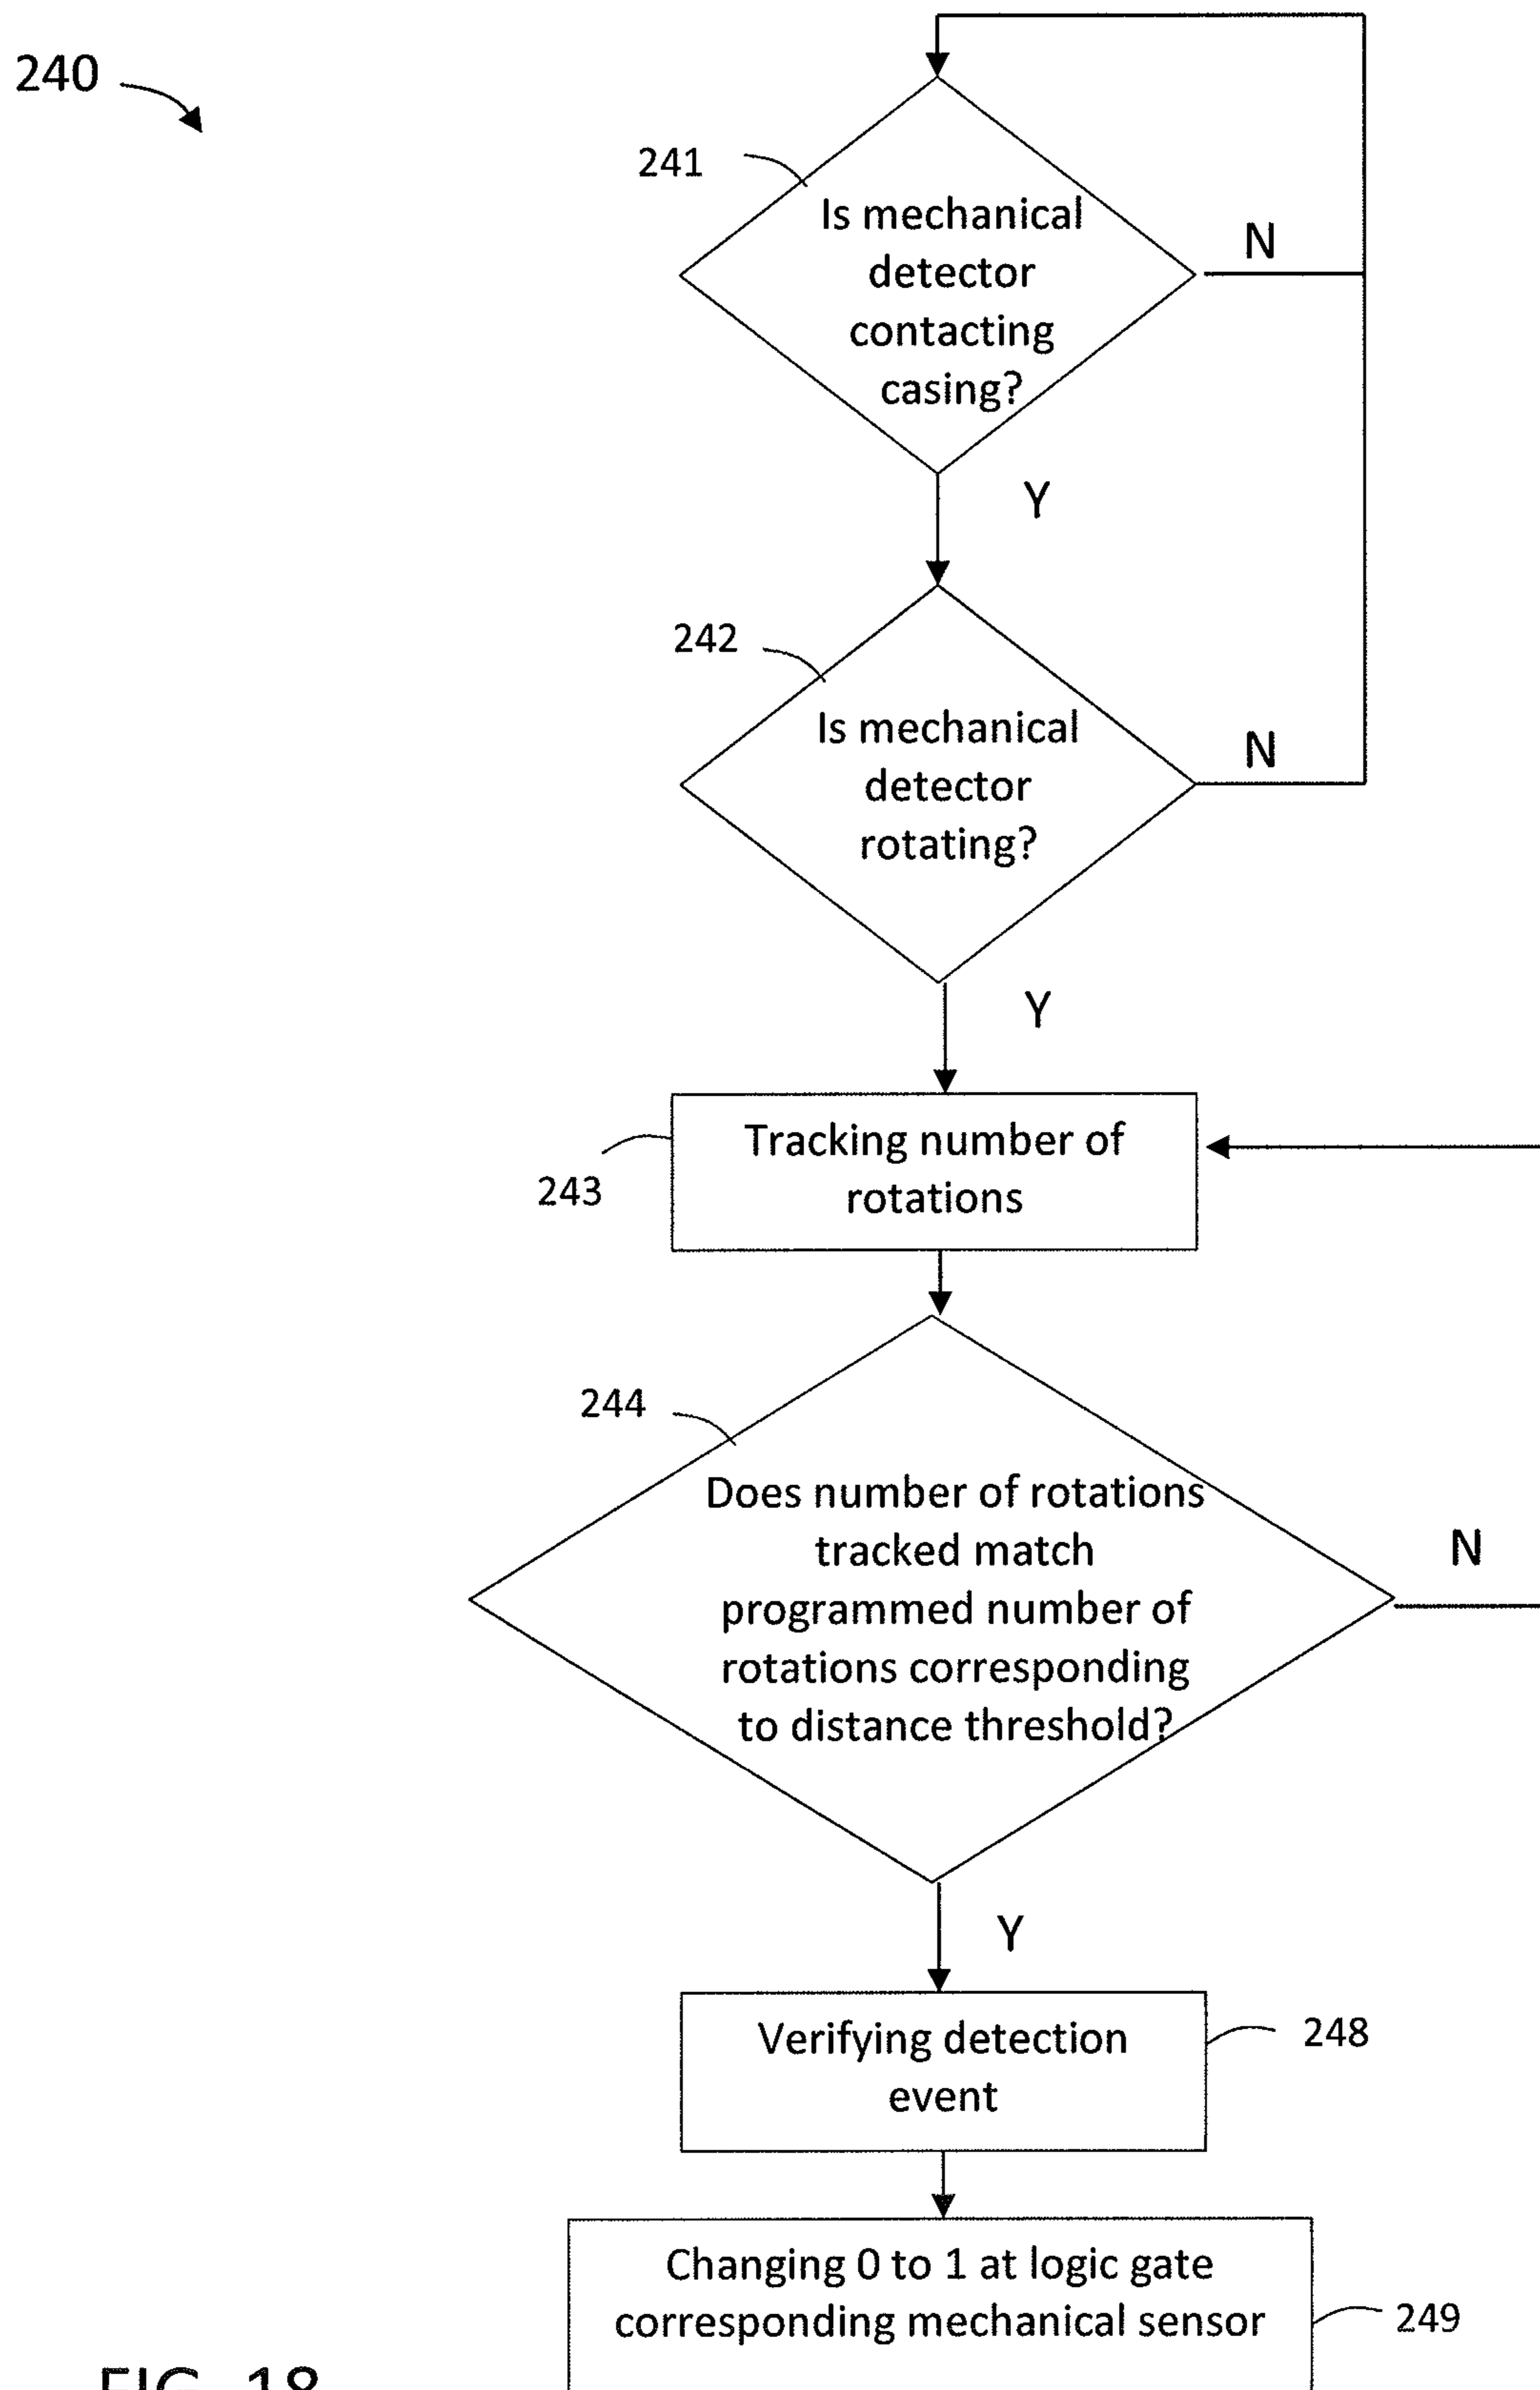 240
241
Is mechanical
detector
contacting
casing?
N
Y
242
Is mechanical
detector
rotating?
N
Y
243
Tracking number of
rotations
244
Does number of rotations
tracked match
programmed number of
rotations corresponding
to distance threshold?
N
Y
Verifying detection
event
248
Changing 0 to 1 at logic gate
corresponding mechanical sensor
249
FIG. 18